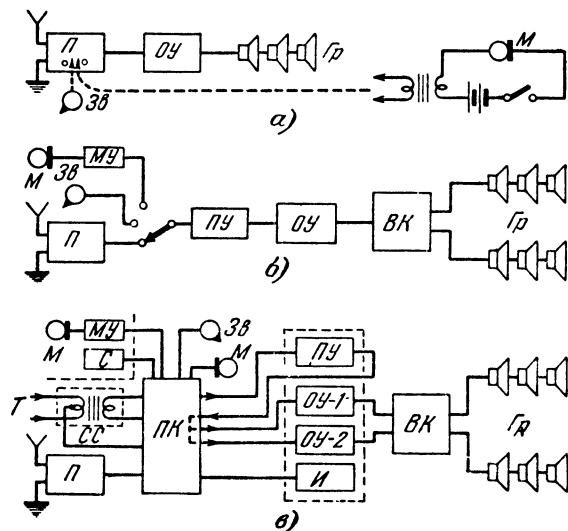 П ОУ Гр М
Зв
а)
М Зв МУ
П ПУ ОУ ВК Гр
б)
М МУ Зв М
С ПУ
Т ОУ-1
СС ПК ВК Гд
П ОУ-2
И
в)